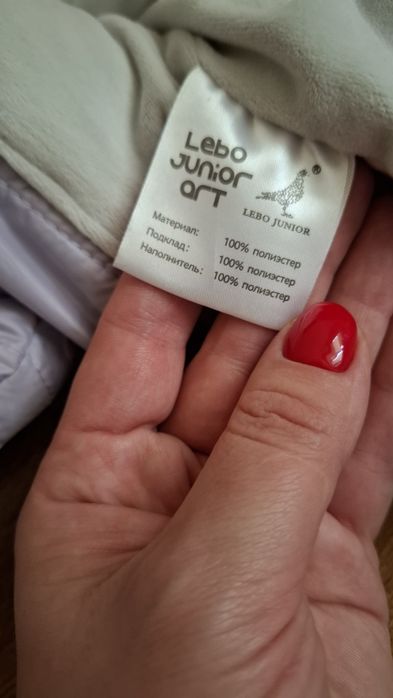 Lebo
Junior
Art
LEBO JUNIOR
Материал: 100% полиэстер
Подклад: 100% полиэстер
Наполнитель: 100% полиэстер